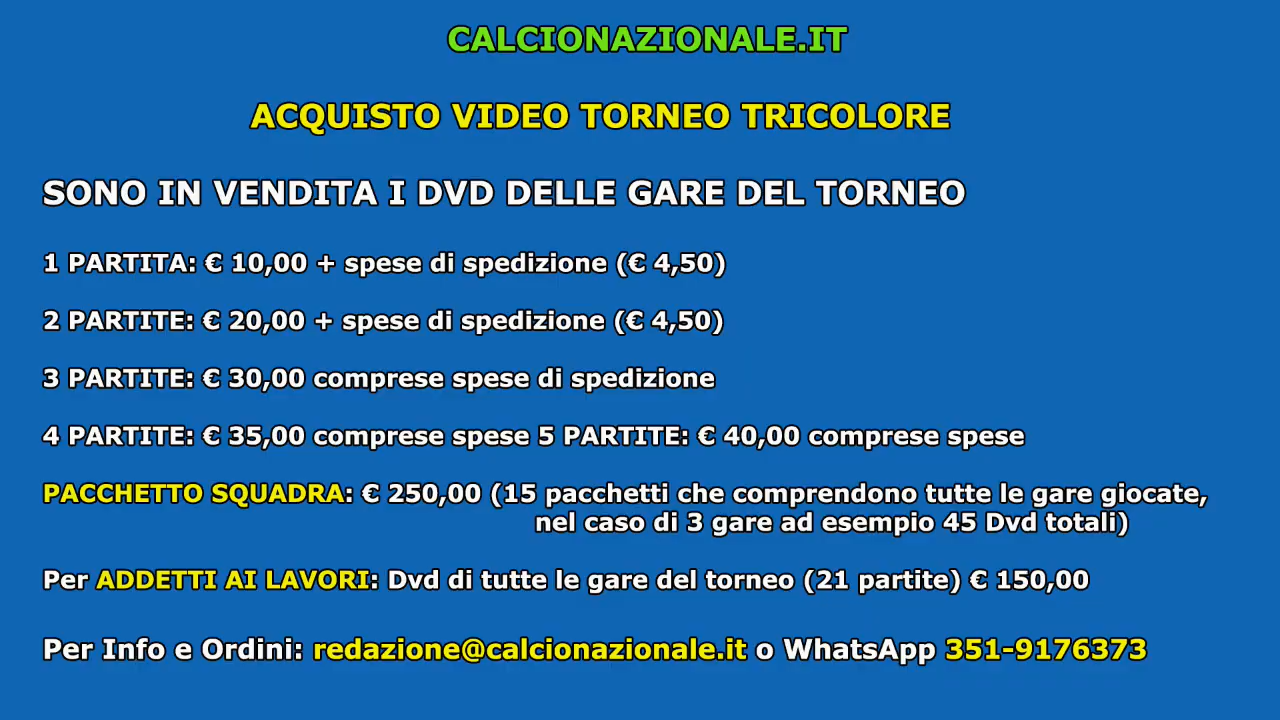 CALCIONAZIONALE.IT
ACQUISTO VIDEO TORNEO TRICOLORE
SONO IN VENDITA I DVD DELLE GARE DEL TORNEO
1 PARTITA: € 10,00 + spese di spedizione (€ 4,50)
2 PARTITE: € 20,00 + spese di spedizione (€ 4,50)
3 PARTITE: € 30,00 comprese spese di spedizione
4 PARTITE: € 35,00 comprese spese 5 PARTITE: € 40,00 comprese spese
PACCHETTO SQUADRA: € 250,00 (15 pacchetti che comprendono tutte le gare giocate,
nel caso di 3 gare ad esempio 45 Dvd totali)
Per ADDETTI AI LAVORI: Dvd di tutte le gare del torneo (21 partite) € 150,00
Per Info e Ordini: redazione@calcionazionale.it o WhatsApp 351-9176373